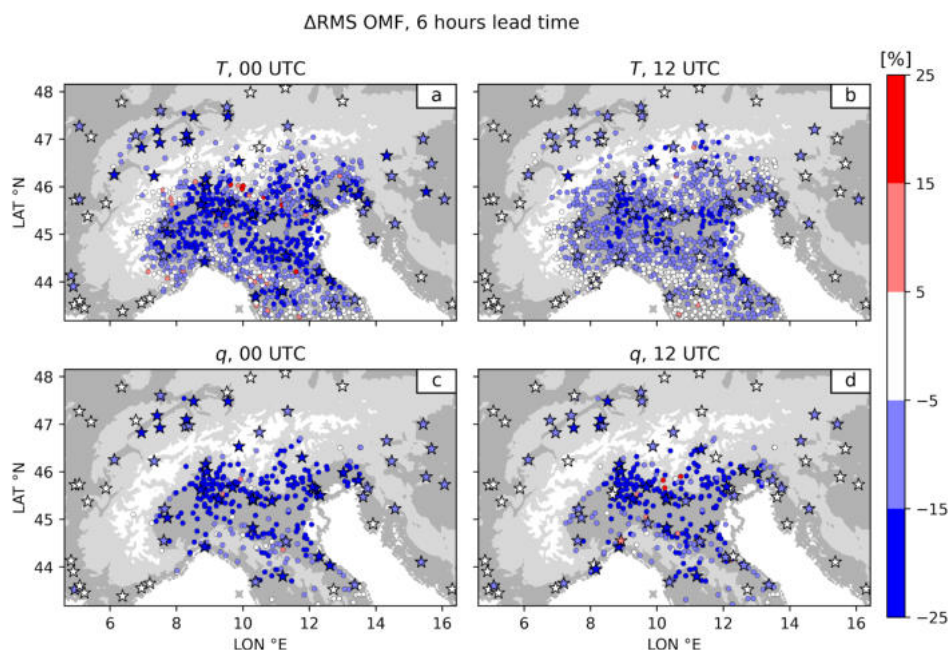 ΔRMS OMF, 6 hours lead time
T, 00 UTC
T, 12 UTC
[%]
a
b
48
47
46
45
44
LAT °N
25
15
5
−5
−15
−25
q, 00 UTC
q, 12 UTC
c
d
48
47
46
45
44
LAT °N
6 8 10 12 14 16
6 8 10 12 14 16
LON °E
LON °E